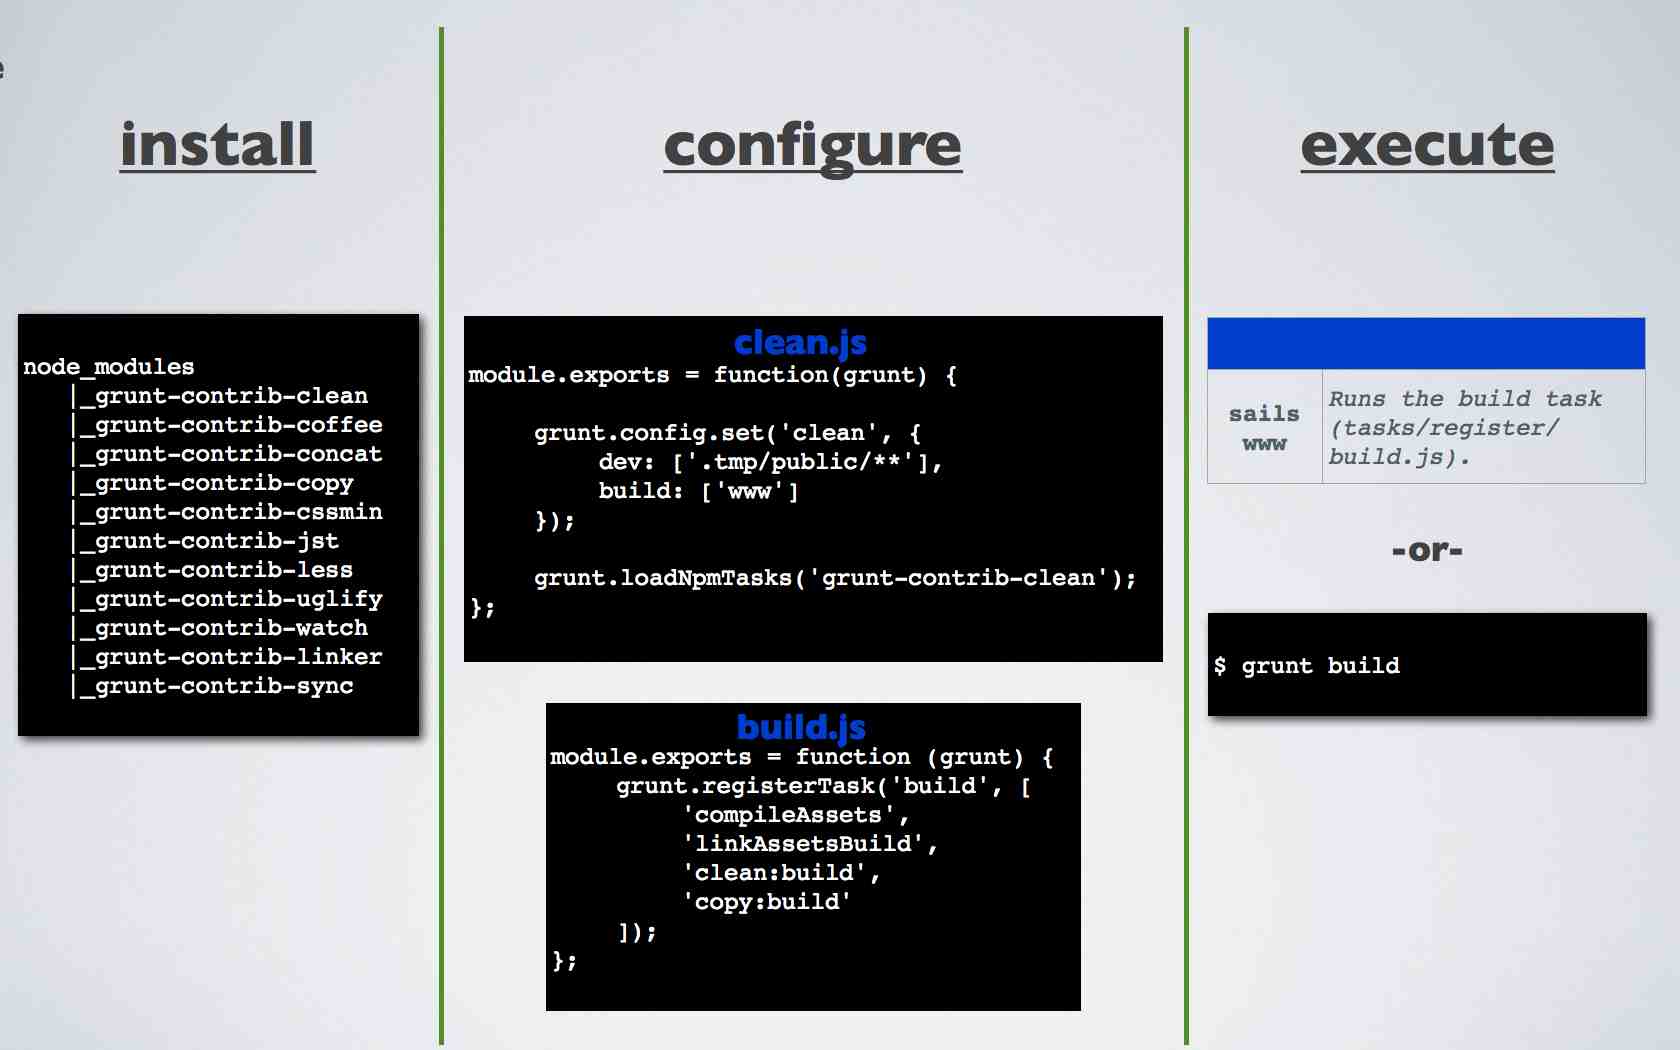 e
install
node_modules
|_grunt-contrib-clean
|_grunt-contrib-coffee
|_grunt-contrib-concat
|_grunt-contrib-copy
|_grunt-contrib-cssmin
|_grunt-contrib-jst
|_grunt-contrib-less
|_grunt-contrib-uglify
|_grunt-contrib-watch
|_grunt-contrib-linker
|_grunt-contrib-sync
configure
clean.js
module.exports = function(grunt) {
grunt.config.set('clean', {
dev: ['.tmp/public/**'],
build: ['www']
});
grunt.loadNpmTasks('grunt-contrib-clean');
};
build.js
module.exports = function (grunt) {
grunt.registerTask('build', [
'compileAssets',
'linkAssetsBuild',
'clean:build',
'copy:build'
]);
};
execute
sails
www
Runs the build task
(tasks/register/
build.js).
-or-
$ grunt build